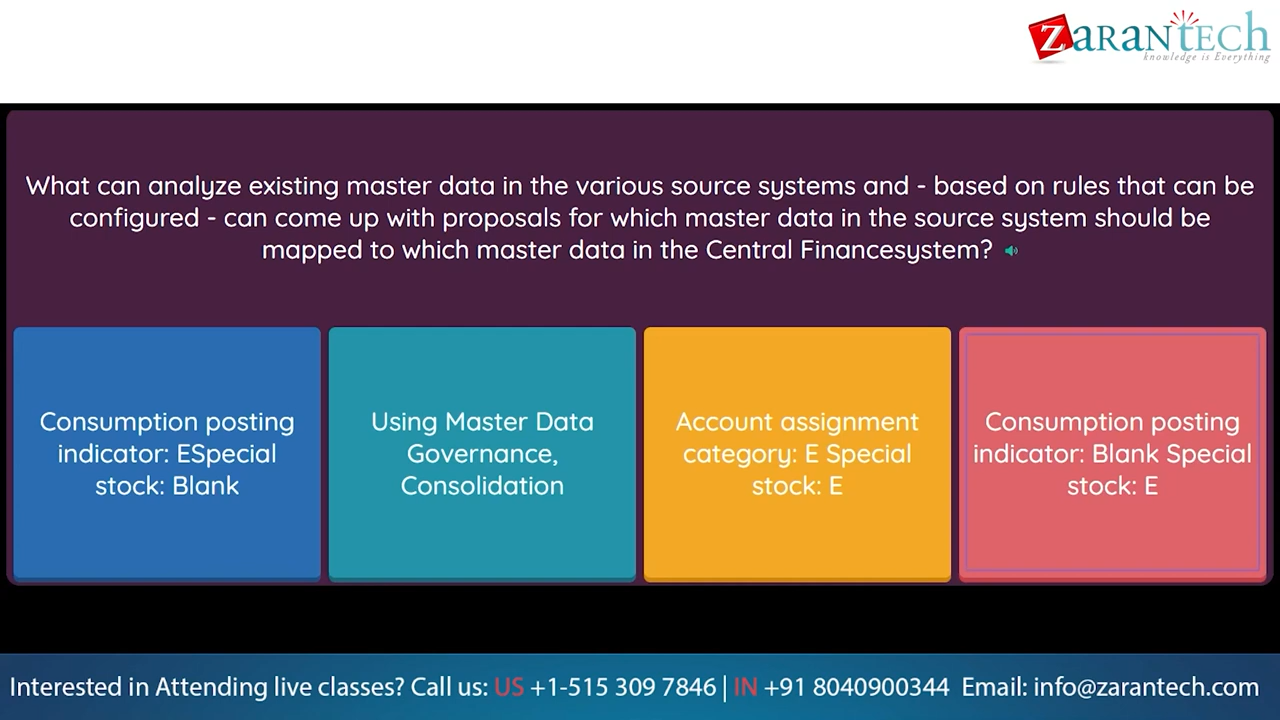 ZARANTECH
knowledge is Everything
What can analyze existing master data in the various source systems and - based on rules that can be
configured - can come up with proposals for which master data in the source system should be
mapped to which master data in the Central Financesystem?
Consumption posting
indicator: ESpecial
stock: Blank
Using Master Data
Governance,
Consolidation
Account assignment
category: E Special
stock: E
Consumption posting
indicator: Blank Special
stock: E
Interested in Attending live classes? Call us: US +1-515 309 7846 | IN +91 8040900344 Email: info@zarantech.com